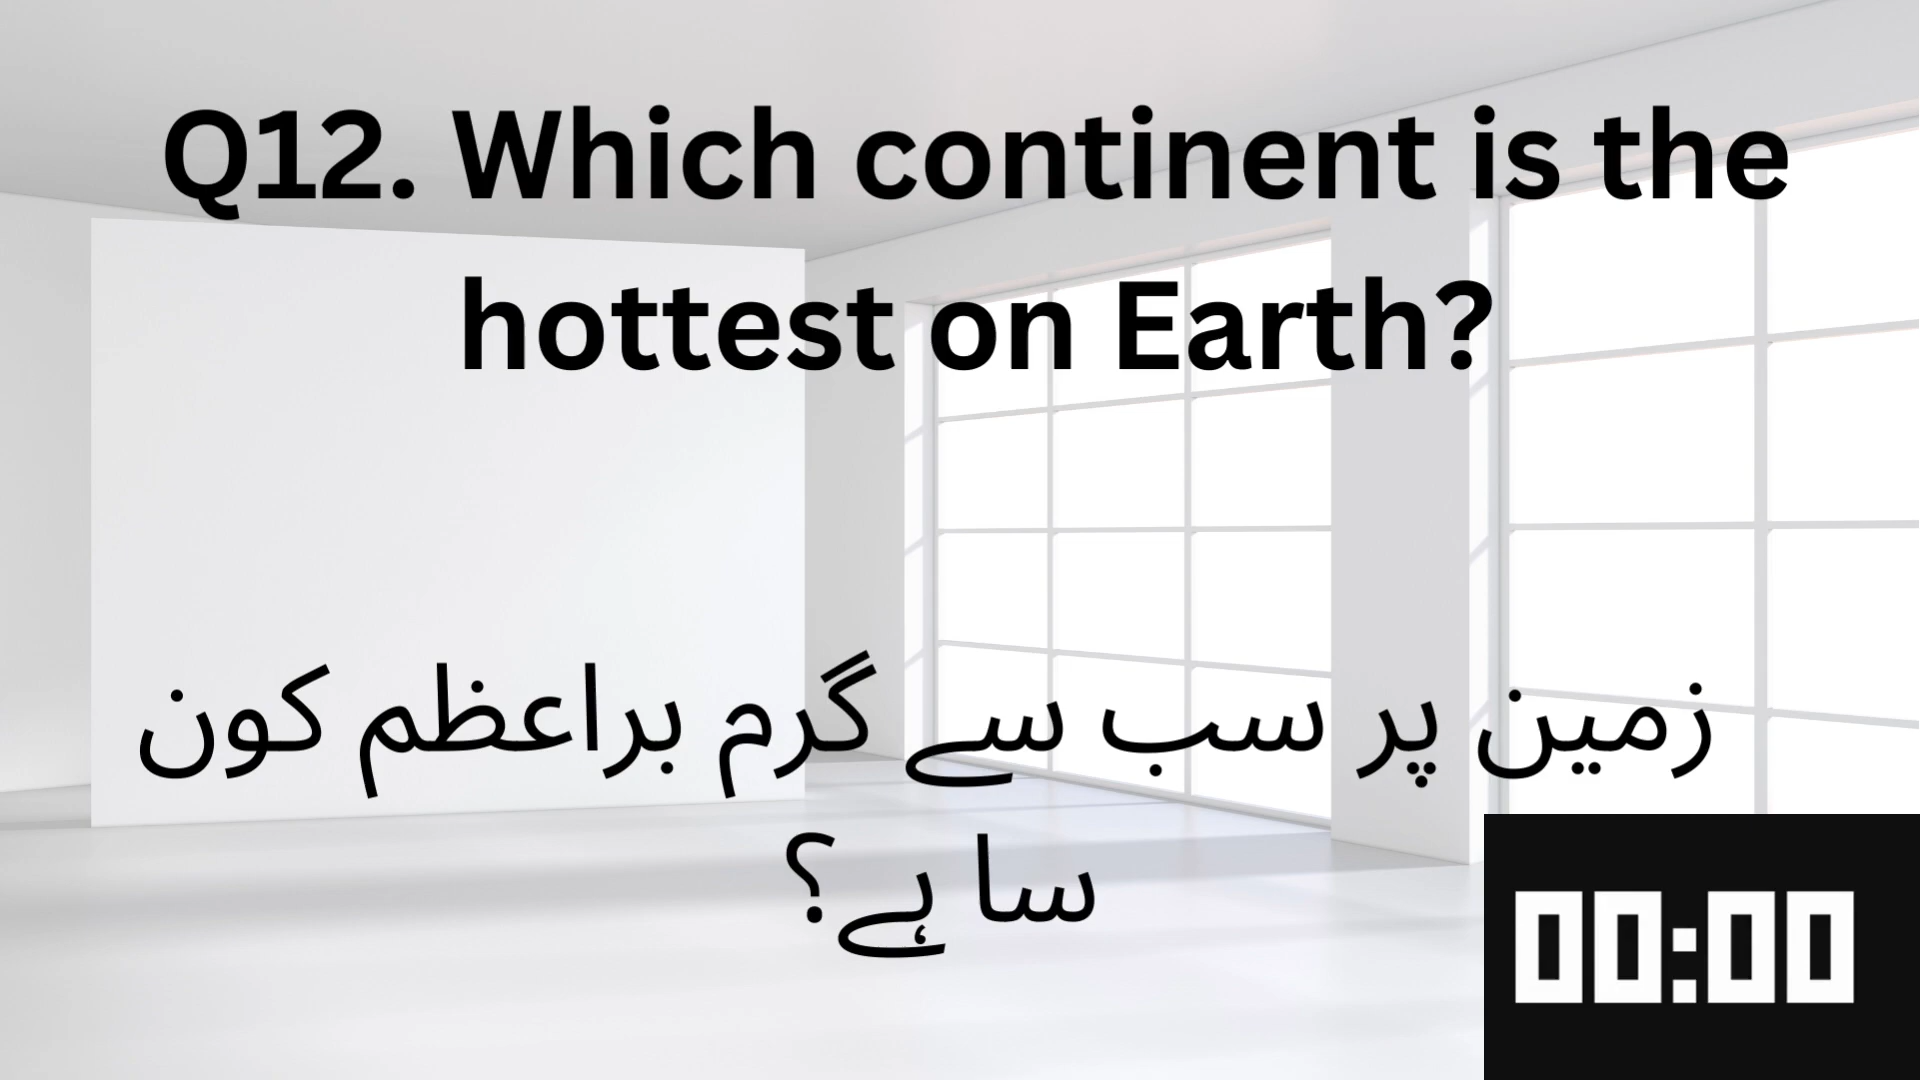 Q12. Which continent is the
hottest on Earth?
زمین پر سب سے گرم براعظم کون
سا ہے؟
00:00